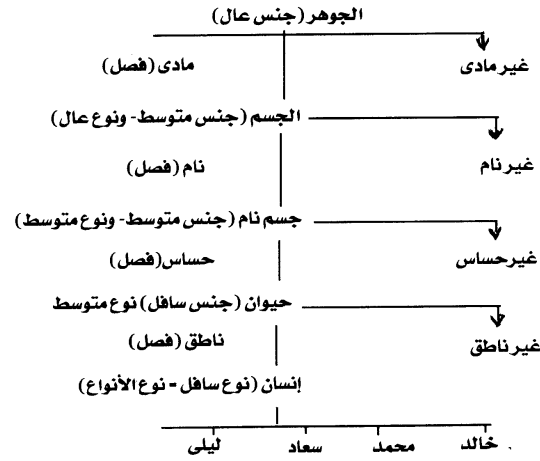 الجوهر (جنس عال)
غير مادى
مادى (فصل)
الجسم (جنس متوسط - ونوع عال)
غير نام
نام (فصل)
جسم نام (جنس متوسط - ونوع متوسط)
غير حساس
حساس (فصل)
حيوان (جنس سافل) نوع متوسط
غير ناطق
ناطق (فصل)
إنسان (نوع سافل = نوع الأنواع)
خالد محمد سعاد ليلى